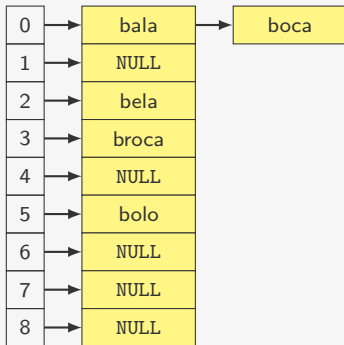 0 bala boca
1 NULL
2 bela
3 broca
4 NULL
5 bolo
6 NULL
7 NULL
8 NULL